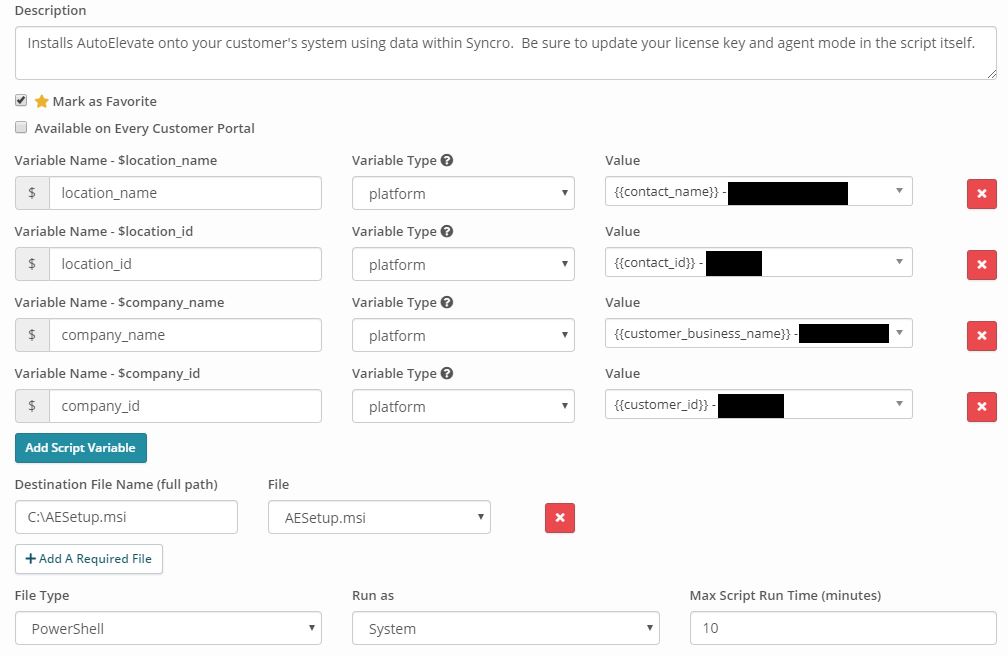 Description
Installs AutoElevate onto your customer's system using data within Syncro.  Be sure to update your license key and agent mode in the script itself.
Mark as Favorite
Available on Every Customer Portal
Variable Name - $location_name Variable Type ? Value
$ location_name platform {{contact_name}} -
Variable Name - $location_id Variable Type ? Value
$ location_id platform {{contact_id}} -
Variable Name - $company_name Variable Type ? Value
$ company_name platform {{customer_business_name}} -
Variable Name - $company_id Variable Type ? Value
$ company_id platform {{customer_id}} -
Add Script Variable
Destination File Name (full path) File
C:\AESetup.msi AESetup.msi
+ Add A Required File
File Type Run as Max Script Run Time (minutes)
PowerShell System 10